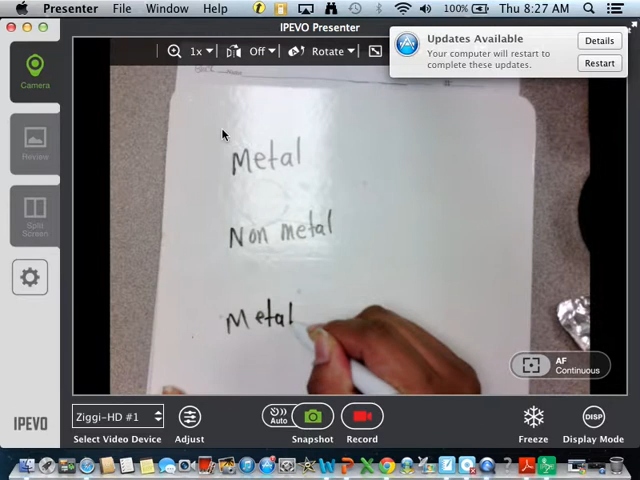 Presenter File Window Help 100% Thu 8:27 AM
IPEVO Presenter
Updates Available
Your computer will restart to complete these updates.
Details
Restart
1x Off Rotate
Camera
Review
Split Screen
Metal
Non metal
Metal
AF
Continuous
IPEVO
Ziggi-HD #1
Select Video Device
Adjust
Auto
Snapshot
Record
Freeze
DISP
Display Mode